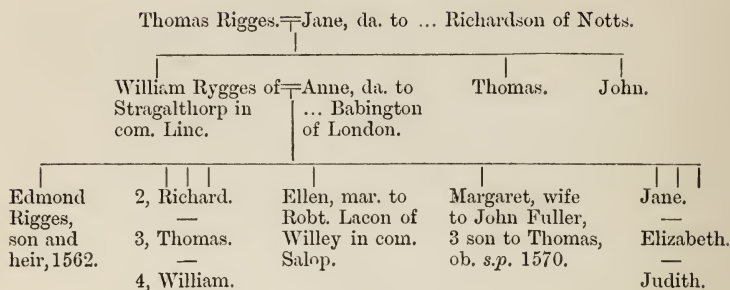 Thomas Rigges.=Jane, da. to ... Richardson of Notts.
William Rygges of=Anne, da. to
Stragalthorp in ... Babington
com. Linc. of London.
Thomas.
John.
Edmond
Rigges,
son and
heir, 1562.
2, Richard.
—
3, Thomas.
—
4, William.
Ellen, mar. to
Robt. Lacon of
Willey in com.
Salop.
Margaret, wife
to John Fuller,
3 son to Thomas,
ob. s.p. 1570.
Jane.
—
Elizabeth.
—
Judith.